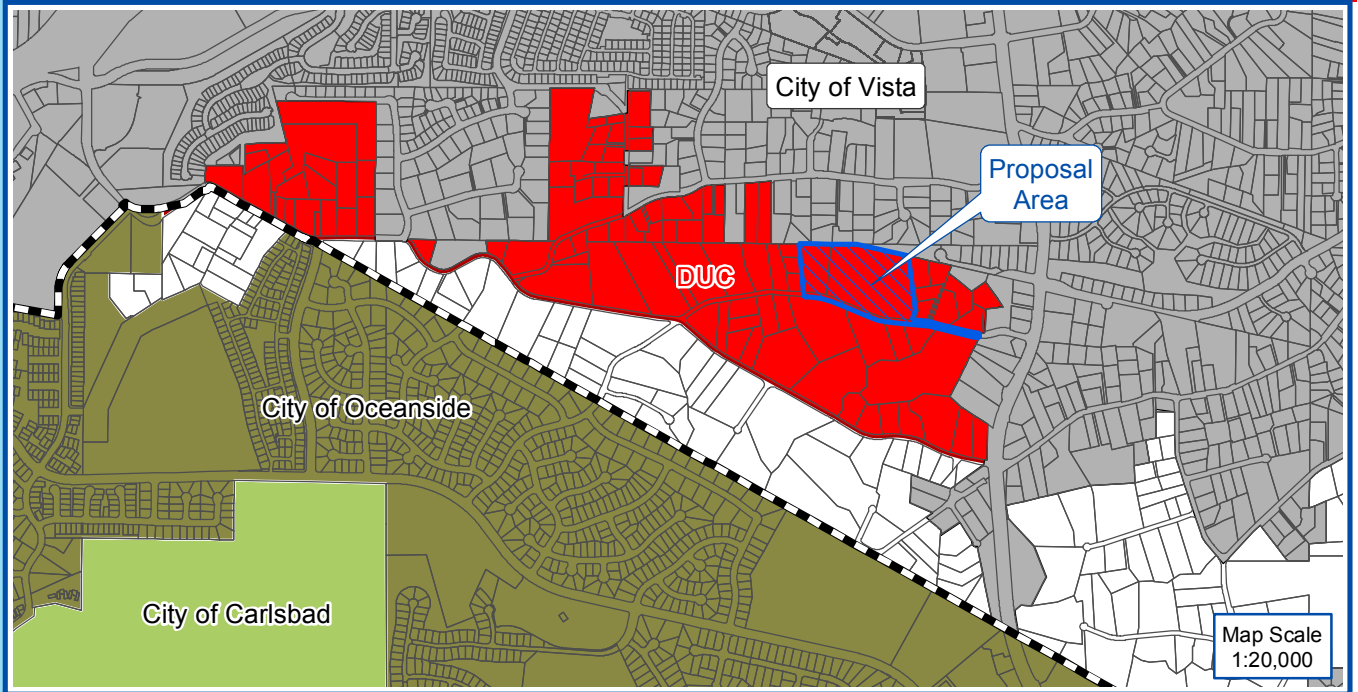 City of Vista
Proposal
Area
DUC
City of Oceanside
City of Carlsbad
Map Scale
1:20,000